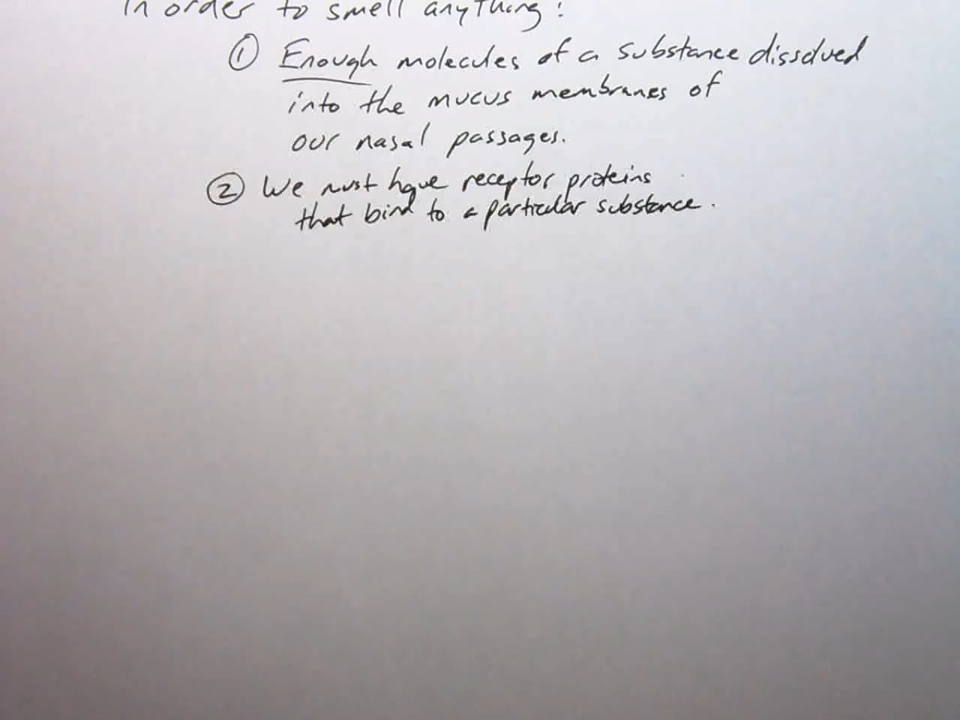 In order to smell anything:
① Enough molecules of a substance dissolved
into the mucus membranes of
our nasal passages.
② We must have receptor proteins
that bind to a particular substance.